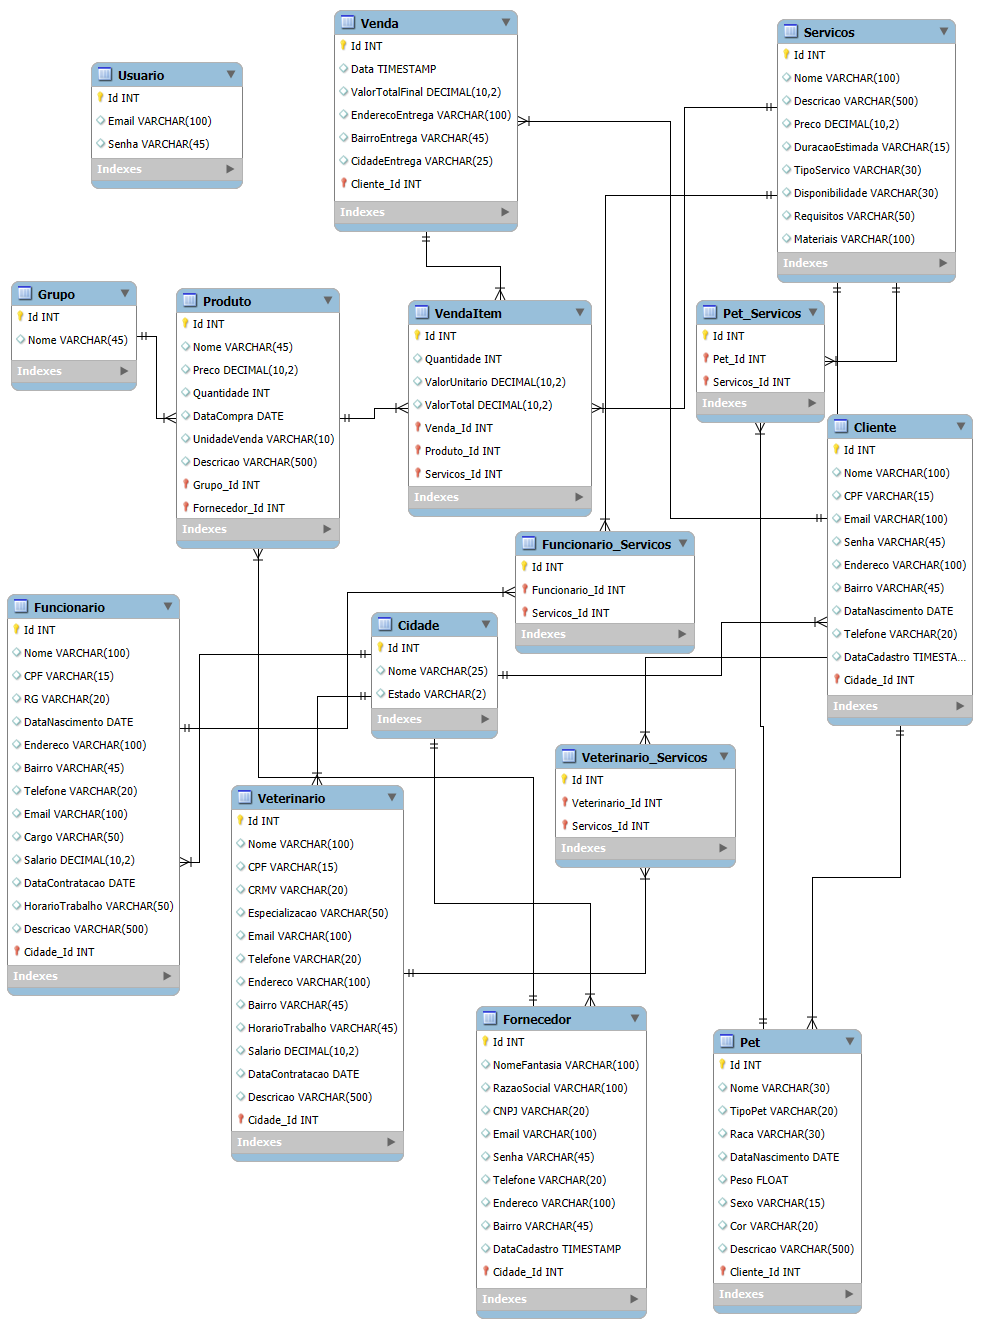 Venda
Id INT
Data TIMESTAMP
ValorTotalFinal DECIMAL(10,2)
EnderecoEntrega VARCHAR(100)
BairroEntrega VARCHAR(45)
CidadeEntrega VARCHAR(25)
Cliente_Id INT
Indexes
Servicos
Id INT
Nome VARCHAR(100)
Descricao VARCHAR(500)
Preco DECIMAL(10,2)
DuracaoEstimada VARCHAR(15)
TipoServico VARCHAR(30)
Disponibilidade VARCHAR(30)
Requisitos VARCHAR(50)
Materiais VARCHAR(100)
Indexes
Usuario
Id INT
Email VARCHAR(100)
Senha VARCHAR(45)
Indexes
Grupo
Id INT
Nome VARCHAR(45)
Indexes
Produto
Id INT
Nome VARCHAR(45)
Preco DECIMAL(10,2)
Quantidade INT
DataCompra DATE
UnidadeVenda VARCHAR(10)
Descricao VARCHAR(500)
Grupo_Id INT
Fornecedor_Id INT
Indexes
VendaItem
Id INT
Quantidade INT
ValorUnitario DECIMAL(10,2)
ValorTotal DECIMAL(10,2)
Venda_Id INT
Produto_Id INT
Servicos_Id INT
Indexes
Pet_Servicos
Id INT
Pet_Id INT
Servicos_Id INT
Indexes
Cliente
Id INT
Nome VARCHAR(100)
CPF VARCHAR(15)
Email VARCHAR(100)
Senha VARCHAR(45)
Endereco VARCHAR(100)
Bairro VARCHAR(45)
DataNascimento DATE
Telefone VARCHAR(20)
DataCadastro TIMESTA...
Cidade_Id INT
Indexes
Funcionario_Servicos
Id INT
Funcionario_Id INT
Servicos_Id INT
Indexes
Funcionario
Id INT
Nome VARCHAR(100)
CPF VARCHAR(15)
RG VARCHAR(20)
DataNascimento DATE
Endereco VARCHAR(100)
Bairro VARCHAR(45)
Telefone VARCHAR(20)
Email VARCHAR(100)
Cargo VARCHAR(50)
Salario DECIMAL(10,2)
DataContratacao DATE
HorarioTrabalho VARCHAR(50)
Descricao VARCHAR(500)
Cidade_Id INT
Indexes
Cidade
Id INT
Nome VARCHAR(25)
Estado VARCHAR(2)
Indexes
Veterinario_Servicos
Id INT
Veterinario_Id INT
Servicos_Id INT
Indexes
Veterinario
Id INT
Nome VARCHAR(100)
CPF VARCHAR(15)
CRMV VARCHAR(20)
Especializacao VARCHAR(50)
Email VARCHAR(100)
Telefone VARCHAR(20)
Endereco VARCHAR(100)
Bairro VARCHAR(45)
HorarioTrabalho VARCHAR(45)
Salario DECIMAL(10,2)
DataContratacao DATE
Descricao VARCHAR(500)
Cidade_Id INT
Indexes
Fornecedor
Id INT
NomeFantasia VARCHAR(100)
RazaoSocial VARCHAR(100)
CNPJ VARCHAR(20)
Email VARCHAR(100)
Senha VARCHAR(45)
Telefone VARCHAR(20)
Endereco VARCHAR(100)
Bairro VARCHAR(45)
DataCadastro TIMESTAMP
Cidade_Id INT
Indexes
Pet
Id INT
Nome VARCHAR(30)
TipoPet VARCHAR(20)
Raca VARCHAR(30)
DataNascimento DATE
Peso FLOAT
Sexo VARCHAR(15)
Cor VARCHAR(20)
Descricao VARCHAR(500)
Cliente_Id INT
Indexes